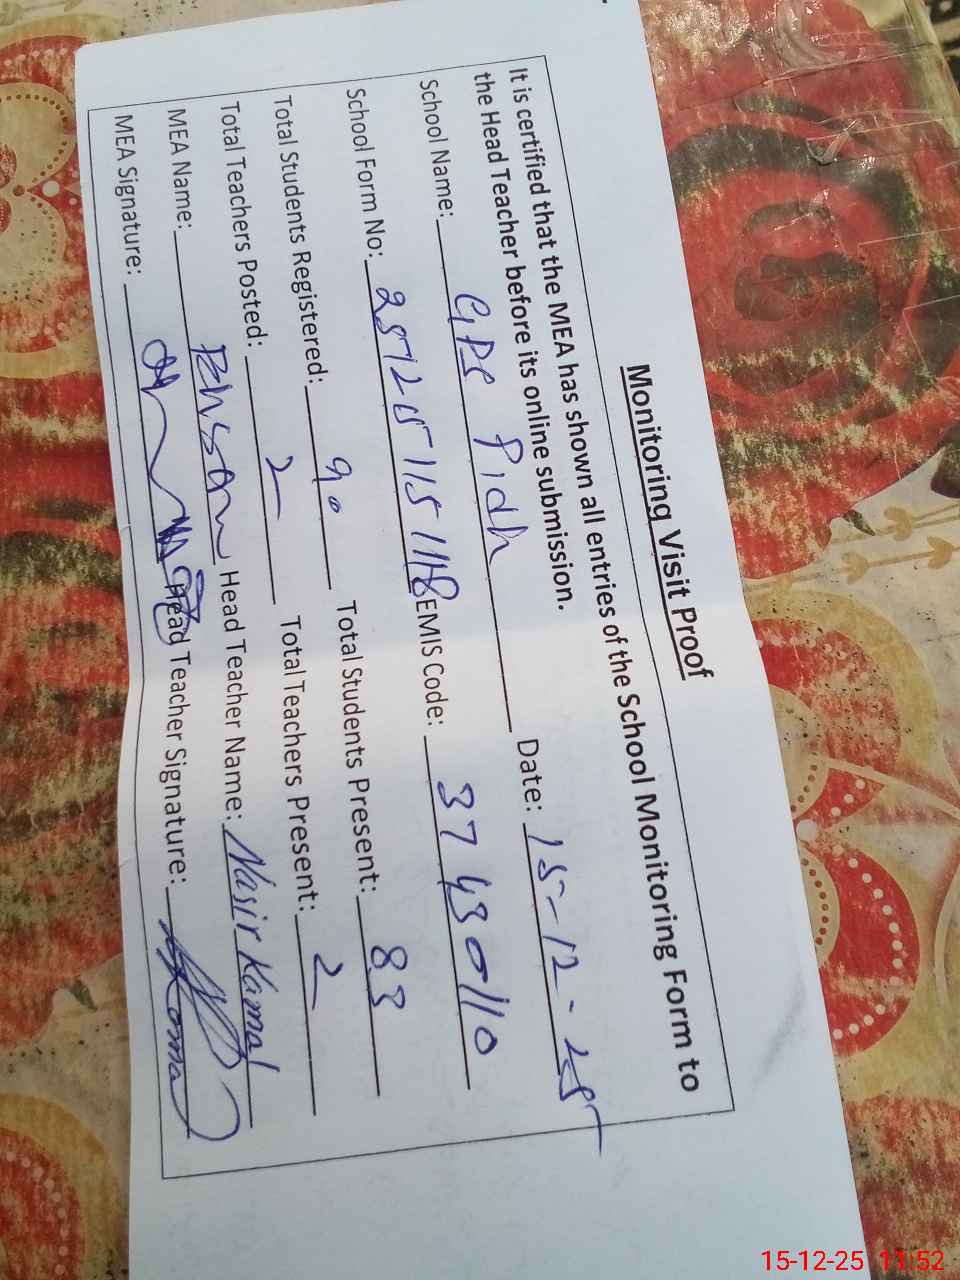 Monitoring Visit Proof
It is certified that the MEA has shown all entries of the School Monitoring Form to
the Head Teacher before its online submission.
School Name: GPS Pidh Date: 15-12-25
School Form No: EMIS Code: 37430110
Total Students Registered: 90 Total Students Present: 83
Total Teachers Posted: 2 Total Teachers Present: 2
MEA Name: Head Teacher Name: Nasir Kamal
MEA Signature: Head Teacher Signature:
15-12-25 11:52